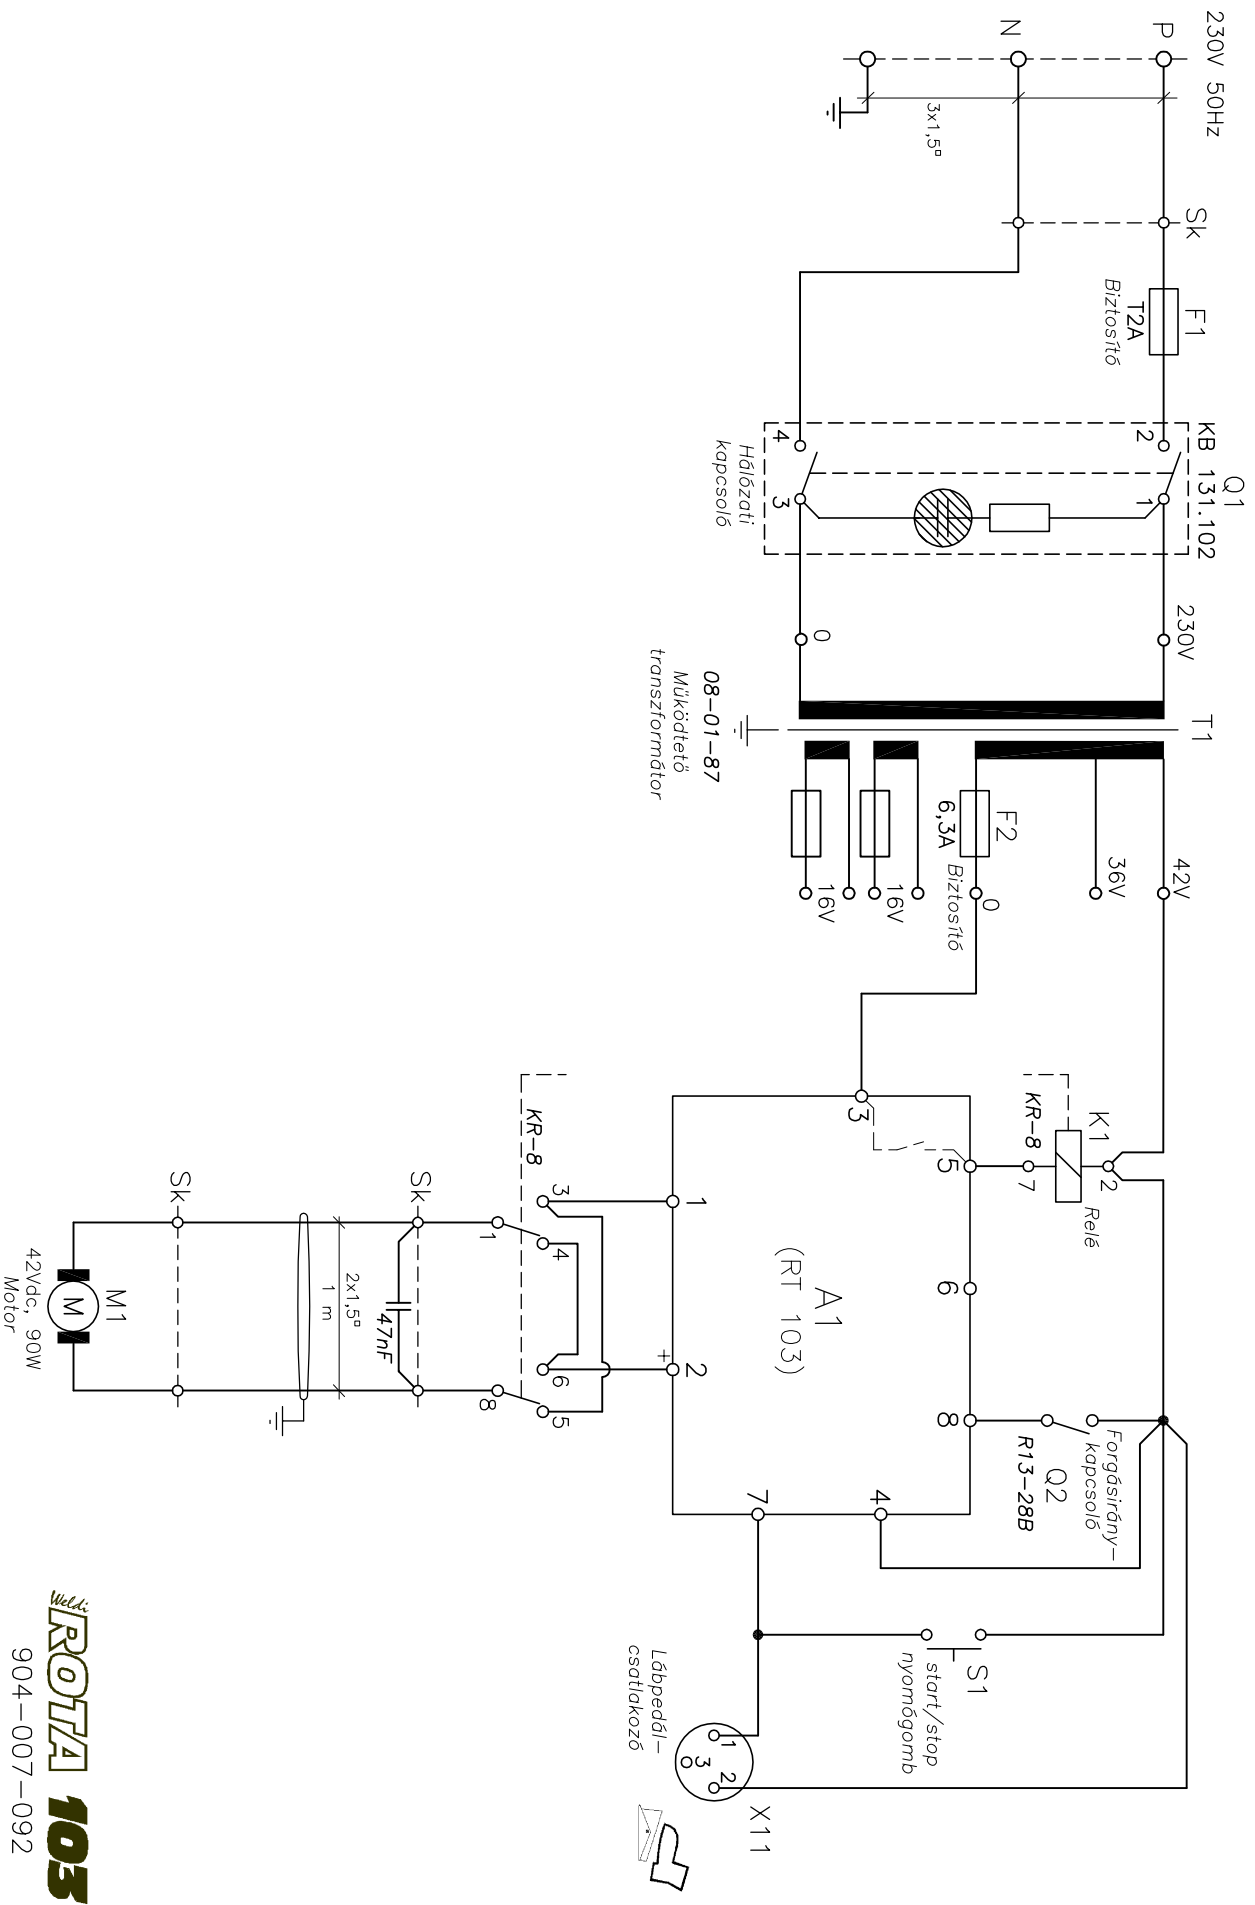 230V 50Hz
P
N
3x1,5¤
Sk
F1
T2A
Biztosító
Q1
KB 131.102
2
1
4
3
Hálózati
kapcsoló
230V
0
T1
08-01-87
Működtető
transzformátor
42V
36V
F2
6,3A
Biztosító
0
16V
16V
K1
2
Relé
KR-8
7
3
5
6
8
A1
(RT 103)
1
2
+
7
4
Forgásirány-
kapcsoló
Q2
R13-28B
S1
start/stop
nyomógomb
Lábpedál-
csatlakozó
1
2
3
X11
KR-8
3
4
1
6
5
8
Sk
47nF
2x1,5¤
1 m
Sk
M1
M
42Vdc, 90W
Motor
Weldi
ROTA 103
904-007-092